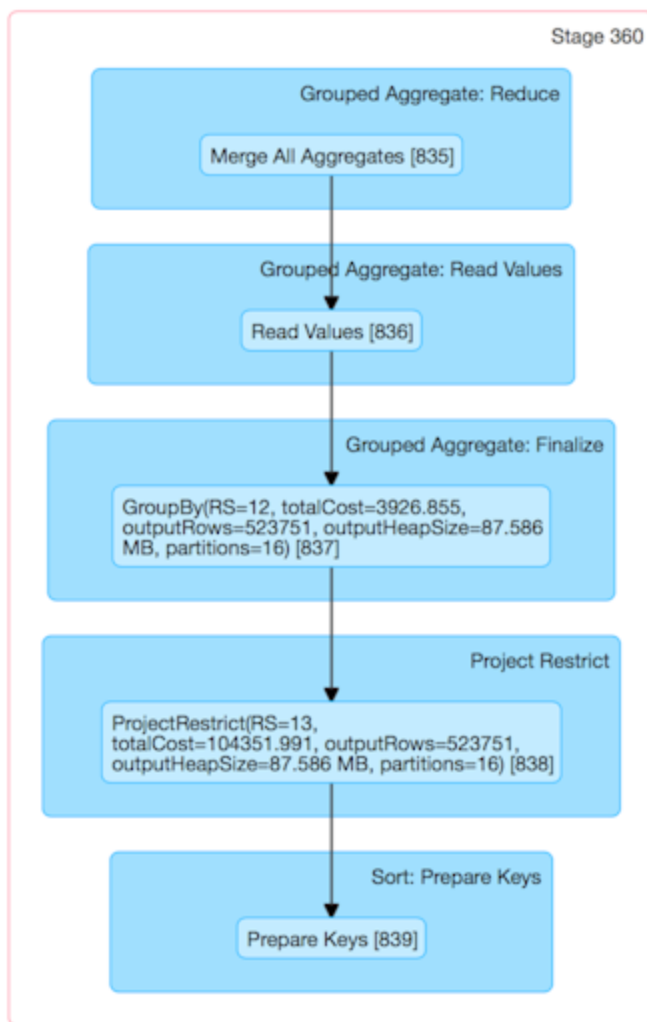 Stage 360
Grouped Aggregate: Reduce
Merge All Aggregates [835]
Grouped Aggregate: Read Values
Read Values [836]
Grouped Aggregate: Finalize
GroupBy(RS=12, totalCost=3926.855,
outputRows=523751, outputHeapSize=87.586
MB, partitions=16) [837]
Project Restrict
ProjectRestrict(RS=13,
totalCost=104351.991, outputRows=523751,
outputHeapSize=87.586 MB, partitions=16) [838]
Sort: Prepare Keys
Prepare Keys [839]